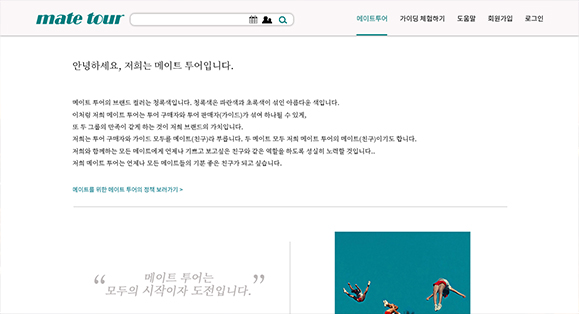 mate tour
에이트투어 가이딩 체험하기 도움말 회원가입 로그인
안녕하세요, 저희는 메이트 투어입니다.
메이트 투어의 브랜드 컬러는 청록색입니다. 청록색은 파란색과 초록색이 섞인 아름다운 색입니다.
이처럼 저희 메이트 투어는 투어 구매자와 투어 판매자(가이드)가 섞여 하나될 수 있게,
또 두 그룹의 만족이 같게 하는 것이 저희 브랜드의 가치입니다.
저희는 투어 구매자와 가이드 모두를 메이트(친구)라 부릅니다. 두 메이트 모두 저희 메이트 투어의 메이트(친구)이기도 합니다.
저희와 함께하는 모든 메이트에게 언제나 기쁘고 보고싶은 친구와 같은 역할을 하도록 성실히 노력할 것입니다...
저희 메이트 투어는 언제나 모든 메이트들의 기분 좋은 친구가 되고 싶습니다.
메이트를 위한 메이트 투어의 정책 보러가기 >
“ 메이트 투어는 ”
모두의 시작이자 도전입니다.